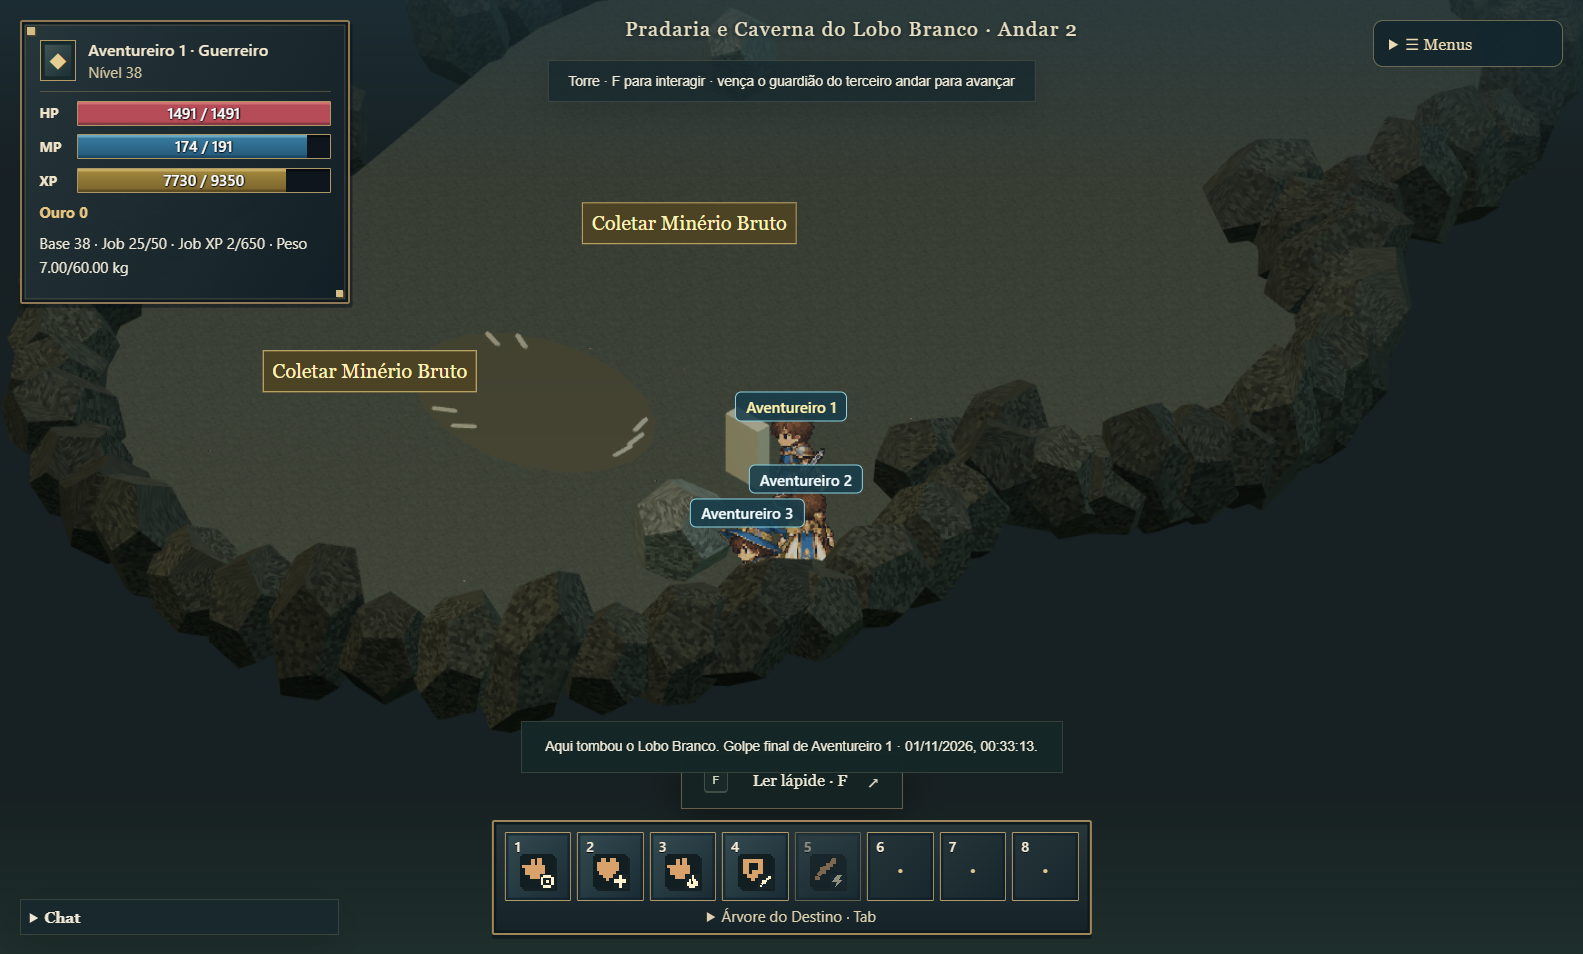 Aventureiro 1 · Guerreiro
Nível 38
HP
1491 / 1491
MP
174 / 191
XP
7730 / 9350
Ouro 0
Base 38 · Job 25/50 · Job XP 2/650 · Peso
7.00/60.00 kg
Pradaria e Caverna do Lobo Branco · Andar 2
Torre · F para interagir · vença o guardião do terceiro andar para avançar
▶ ☰ Menus
Coletar Minério Bruto
Coletar Minério Bruto
Aventureiro 1
Aventureiro 2
Aventureiro 3
Aqui tombou o Lobo Branco. Golpe final de Aventureiro 1 · 01/11/2026, 00:33:13.
F Ler lápide · F ↗
1 2 3 4 5 6 7 8
▶ Árvore do Destino · Tab
▶ Chat